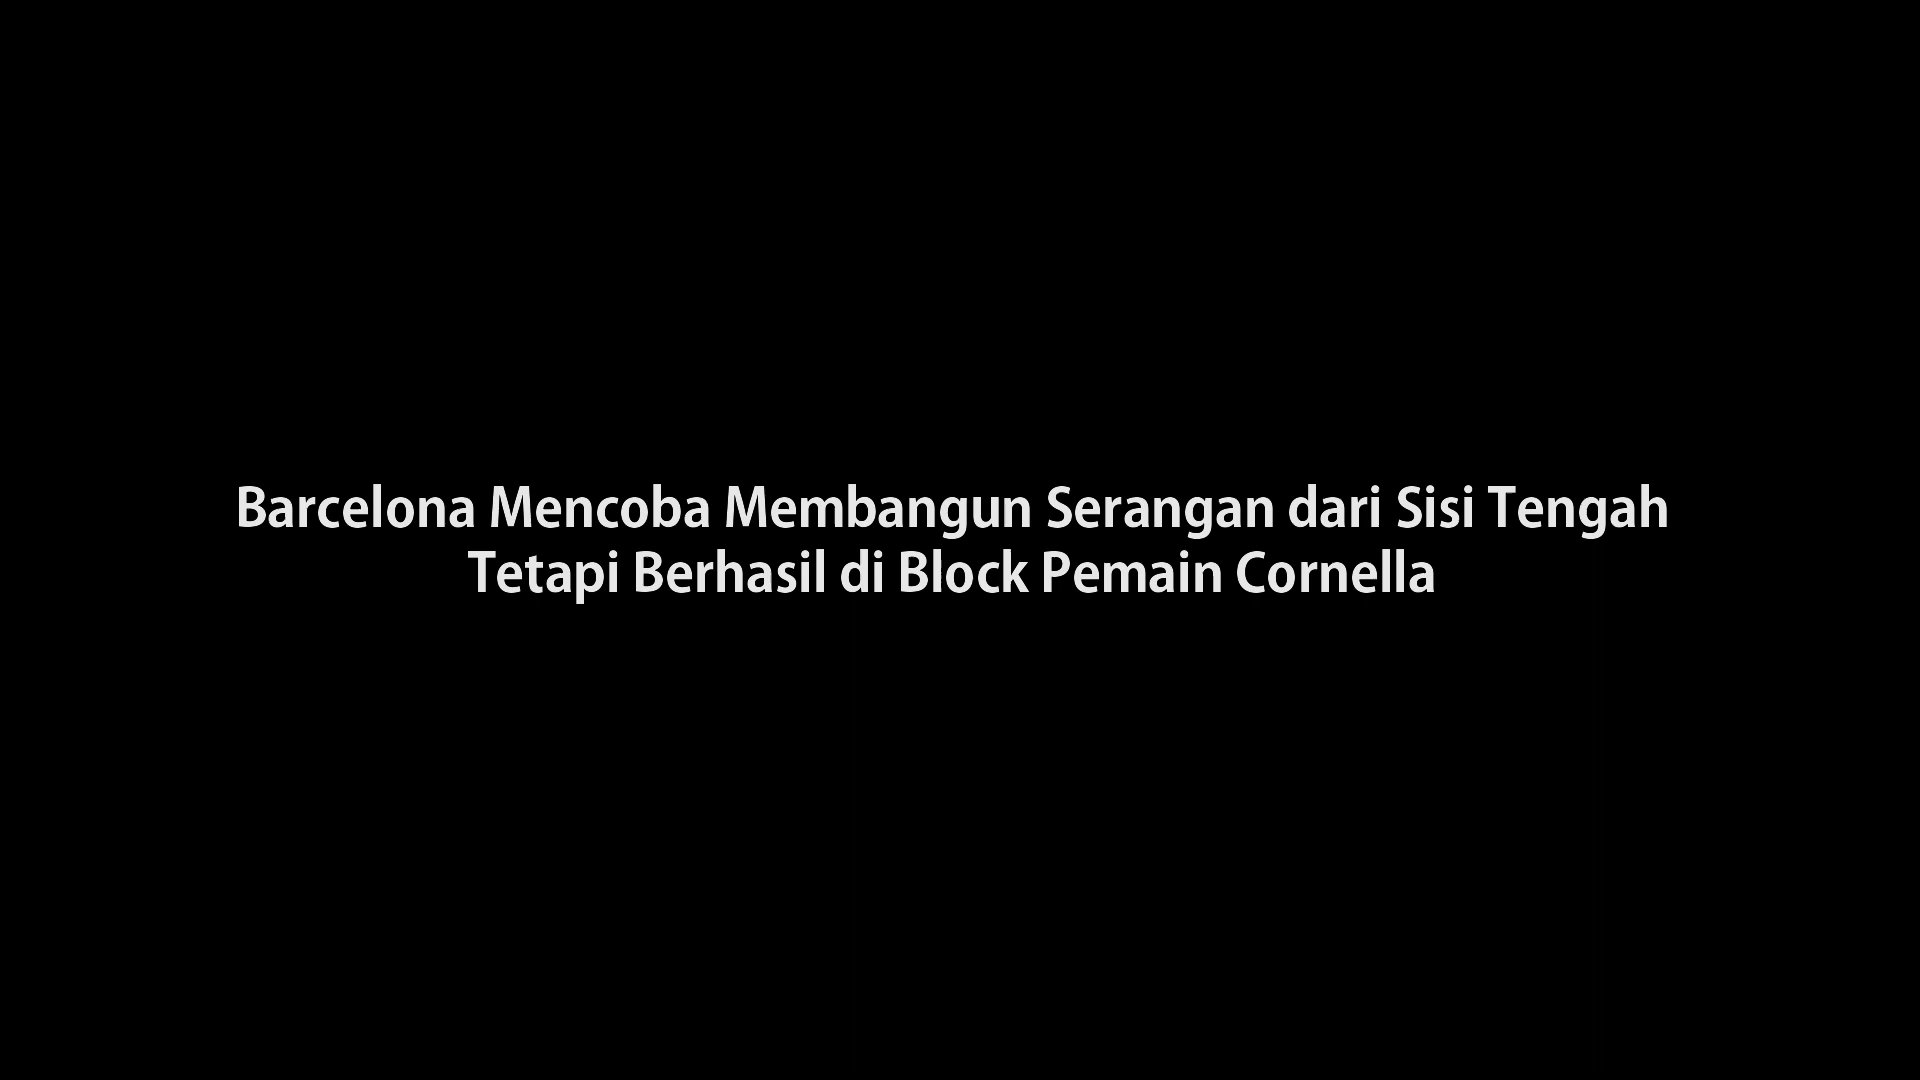 Barcelona Mencoba Membangun Serangan dari Sisi Tengah
Tetapi Berhasil di Block Pemain Cornella